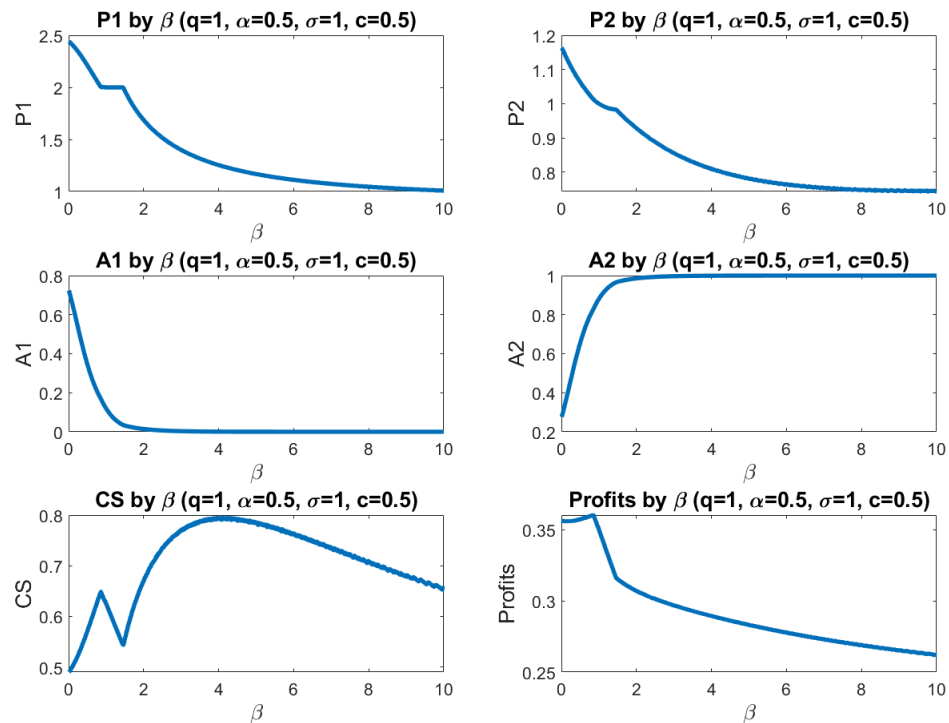 P1 by β (q=1, α=0.5, σ=1, c=0.5)
P1
2.5
2
1.5
1
0 2 4 6 8 10
β
P2 by β (q=1, α=0.5, σ=1, c=0.5)
P2
1.2
1.1
1
0.9
0.8
0 2 4 6 8 10
β
A1 by β (q=1, α=0.5, σ=1, c=0.5)
A1
0.8
0.6
0.4
0.2
0
0 2 4 6 8 10
β
A2 by β (q=1, α=0.5, σ=1, c=0.5)
A2
1
0.8
0.6
0.4
0.2
0 2 4 6 8 10
β
CS by β (q=1, α=0.5, σ=1, c=0.5)
CS
0.8
0.7
0.6
0.5
0 2 4 6 8 10
β
Profits by β (q=1, α=0.5, σ=1, c=0.5)
Profits
0.35
0.3
0.25
0 2 4 6 8 10
β